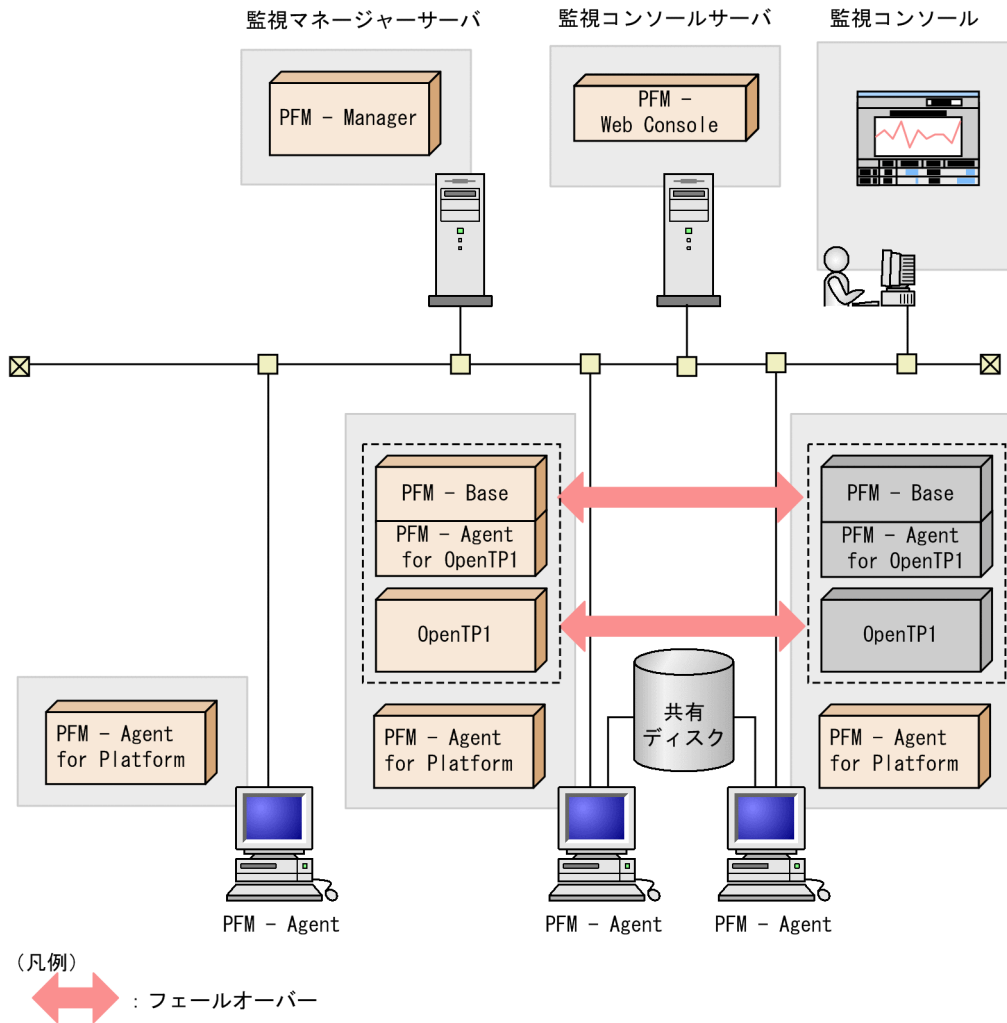 監視マネージャーサーバ
監視コンソールサーバ
監視コンソール
PFM － Manager
PFM －
Web Console
PFM － Base
PFM － Agent
for OpenTP1
OpenTP1
PFM － Base
PFM － Agent
for OpenTP1
OpenTP1
共有
ディスク
PFM － Agent
for Platform
PFM － Agent
for Platform
PFM － Agent
for Platform
PFM － Agent
PFM － Agent
PFM － Agent
（凡例）
：フェールオーバー